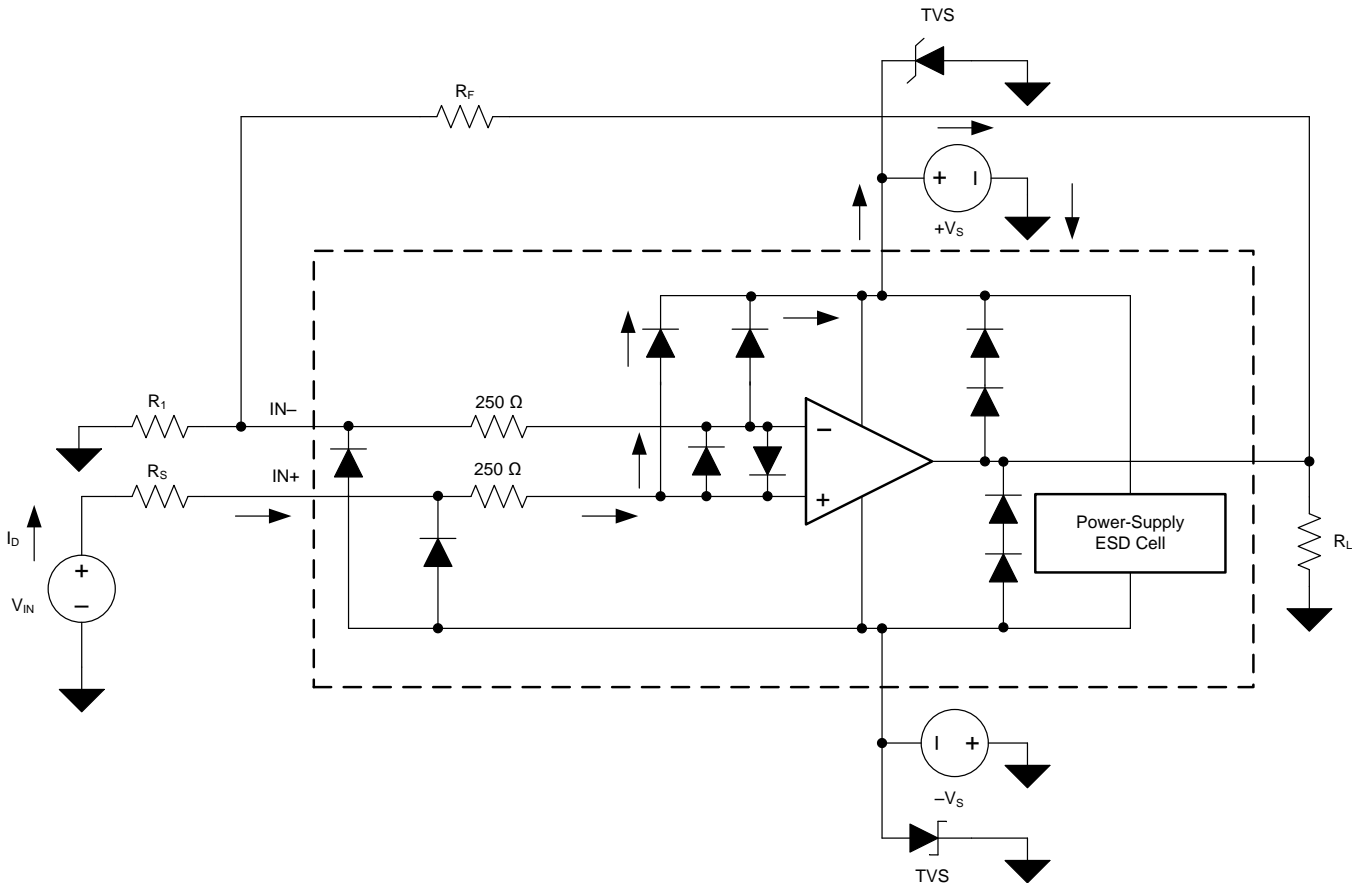 TVS
R_F
+ –
+V_S
R_1
IN–
250 Ω
R_S
IN+
250 Ω
–
+
I_D
+
–
V_IN
Power-Supply
ESD Cell
R_L
– +
–V_S
TVS